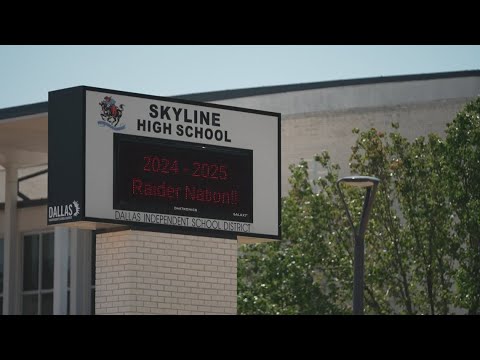 SKYLINE
HIGH SCHOOL
2024 - 2025
Raider Nation!!
DALLAS INDEPENDENT SCHOOL DISTRICT
DALLAS